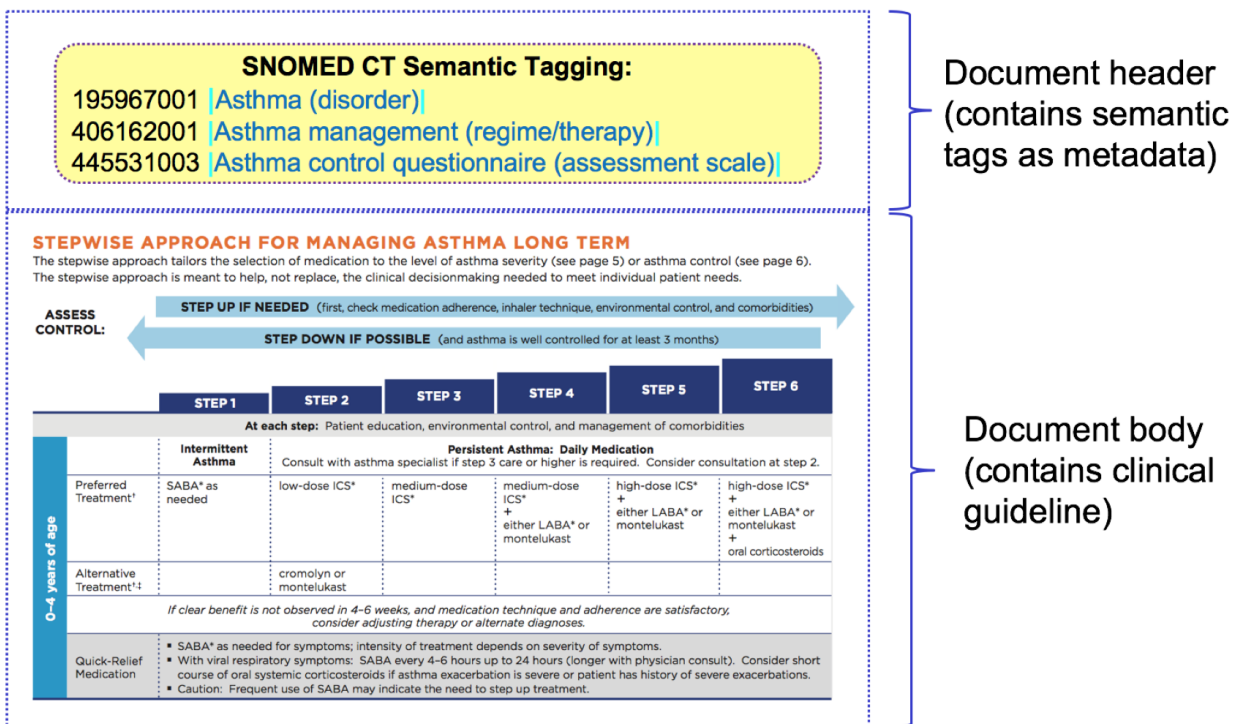 SNOMED CT Semantic Tagging:
195967001 |Asthma (disorder)|
406162001 |Asthma management (regime/therapy)|
445531003 |Asthma control questionnaire (assessment scale)|
Document header
(contains semantic
tags as metadata)
STEPWISE APPROACH FOR MANAGING ASTHMA LONG TERM
The stepwise approach tailors the selection of medication to the level of asthma severity (see page 5) or asthma control (see page 6).
The stepwise approach is meant to help, not replace, the clinical decisionmaking needed to meet individual patient needs.
ASSESS
CONTROL:
STEP UP IF NEEDED (first, check medication adherence, inhaler technique, environmental control, and comorbidities)
STEP DOWN IF POSSIBLE (and asthma is well controlled for at least 3 months)
STEP 1
STEP 2
STEP 3
STEP 4
STEP 5
STEP 6
At each step: Patient education, environmental control, and management of comorbidities
0–4 years of age
Intermittent
Asthma
Persistent Asthma: Daily Medication
Consult with asthma specialist if step 3 care or higher is required. Consider consultation at step 2.
Preferred
Treatment†
SABA* as
needed
low-dose ICS*
medium-dose
ICS*
medium-dose
ICS*
+
either LABA* or
montelukast
high-dose ICS*
+
either LABA* or
montelukast
high-dose ICS*
+
either LABA* or
montelukast
+
oral corticosteroids
Alternative
Treatment†,‡
cromolyn or
montelukast
If clear benefit is not observed in 4–6 weeks, and medication technique and adherence are satisfactory,
consider adjusting therapy or alternate diagnoses.
Quick-Relief
Medication
▪ SABA* as needed for symptoms; intensity of treatment depends on severity of symptoms.
▪ With viral respiratory symptoms: SABA every 4–6 hours up to 24 hours (longer with physician consult). Consider short
course of oral systemic corticosteroids if asthma exacerbation is severe or patient has history of severe exacerbations.
▪ Caution: Frequent use of SABA may indicate the need to step up treatment.
Document body
(contains clinical
guideline)